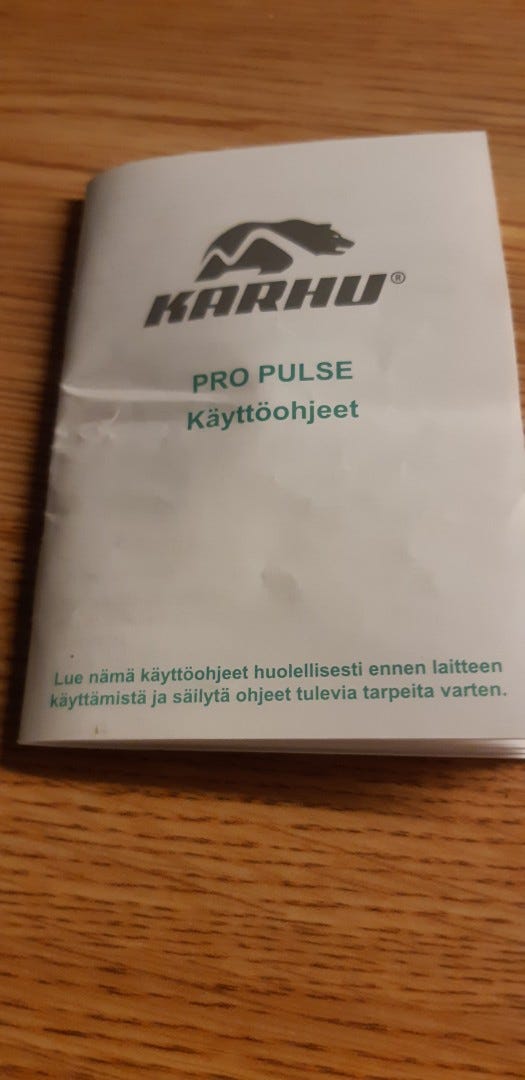 KARHU®
PRO PULSE
Käyttöohjeet
Lue nämä käyttöohjeet huolellisesti ennen laitteen
käyttämistä ja säilytä ohjeet tulevia tarpeita varten.